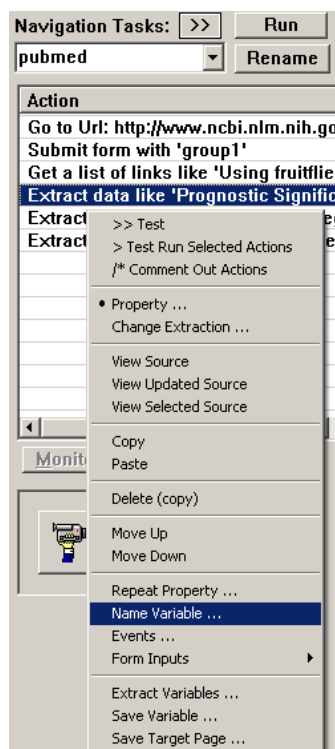 Navigation Tasks: >> Run
pubmed Rename
Action
Go to Url: http://www.ncbi.nlm.nih.go
Submit form with 'group1'
Get a list of links like 'Using fruitflie
Extract data like 'Prognostic Signific
Extract
Extract
>> Test
> Test Run Selected Actions
/* Comment Out Actions
• Property ...
Change Extraction ...
View Source
View Updated Source
View Selected Source
Copy
Paste
Delete (copy)
Move Up
Move Down
Repeat Property ...
Name Variable ...
Events ...
Form Inputs
Extract Variables ...
Save Variable ...
Save Target Page ...